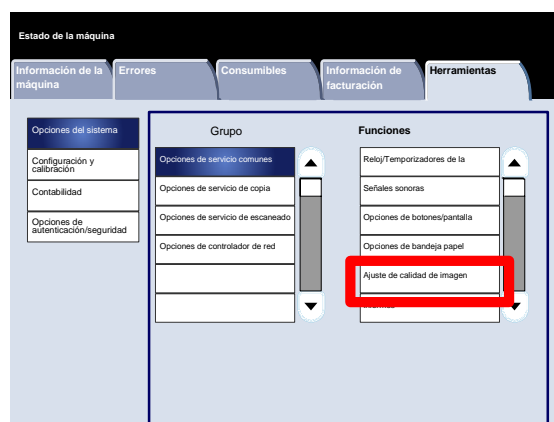 Estado de la máquina
Información de la
máquina
Errores
Consumibles
Información de
facturación
Herramientas
Opciones del sistema
Configuración y
calibración
Contabilidad
Opciones de
autenticación/seguridad
Grupo
Opciones de servicio comunes
Opciones de servicio de copia
Opciones de servicio de escaneado
Opciones de controlador de red
Funciones
Reloj/Temporizadores de la
Señales sonoras
Opciones de botones/pantalla
Opciones de bandeja papel
Ajuste de calidad de imagen